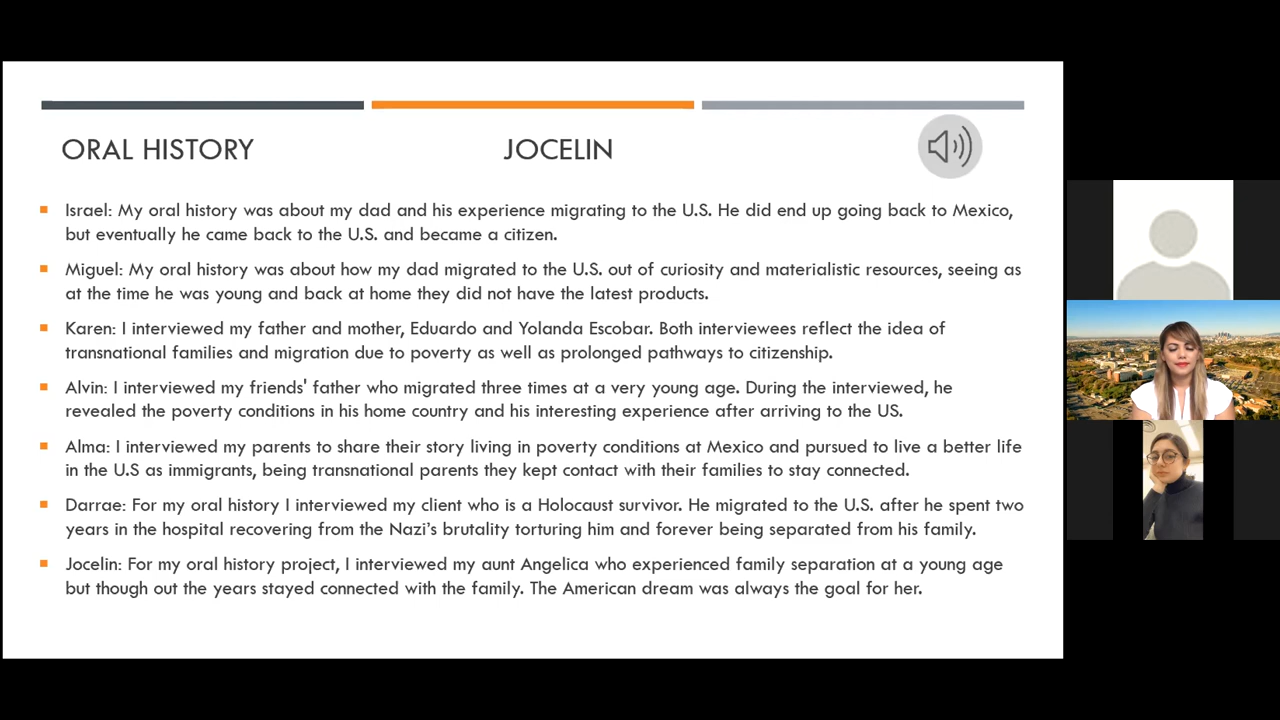 ORAL HISTORY
JOCELIN
Israel: My oral history was about my dad and his experience migrating to the U.S. He did end up going back to Mexico,
but eventually he came back to the U.S. and became a citizen.
Miguel: My oral history was about how my dad migrated to the U.S. out of curiosity and materialistic resources, seeing as
at the time he was young and back at home they did not have the latest products.
Karen: I interviewed my father and mother, Eduardo and Yolanda Escobar. Both interviewees reflect the idea of
transnational families and migration due to poverty as well as prolonged pathways to citizenship.
Alvin: I interviewed my friends' father who migrated three times at a very young age. During the interviewed, he
revealed the poverty conditions in his home country and his interesting experience after arriving to the US.
Alma: I interviewed my parents to share their story living in poverty conditions at Mexico and pursued to live a better life
in the U.S as immigrants, being transnational parents they kept contact with their families to stay connected.
Darrae: For my oral history I interviewed my client who is a Holocaust survivor. He migrated to the U.S. after he spent two
years in the hospital recovering from the Nazi's brutality torturing him and forever being separated from his family.
Jocelin: For my oral history project, I interviewed my aunt Angelica who experienced family separation at a young age
but though out the years stayed connected with the family. The American dream was always the goal for her.